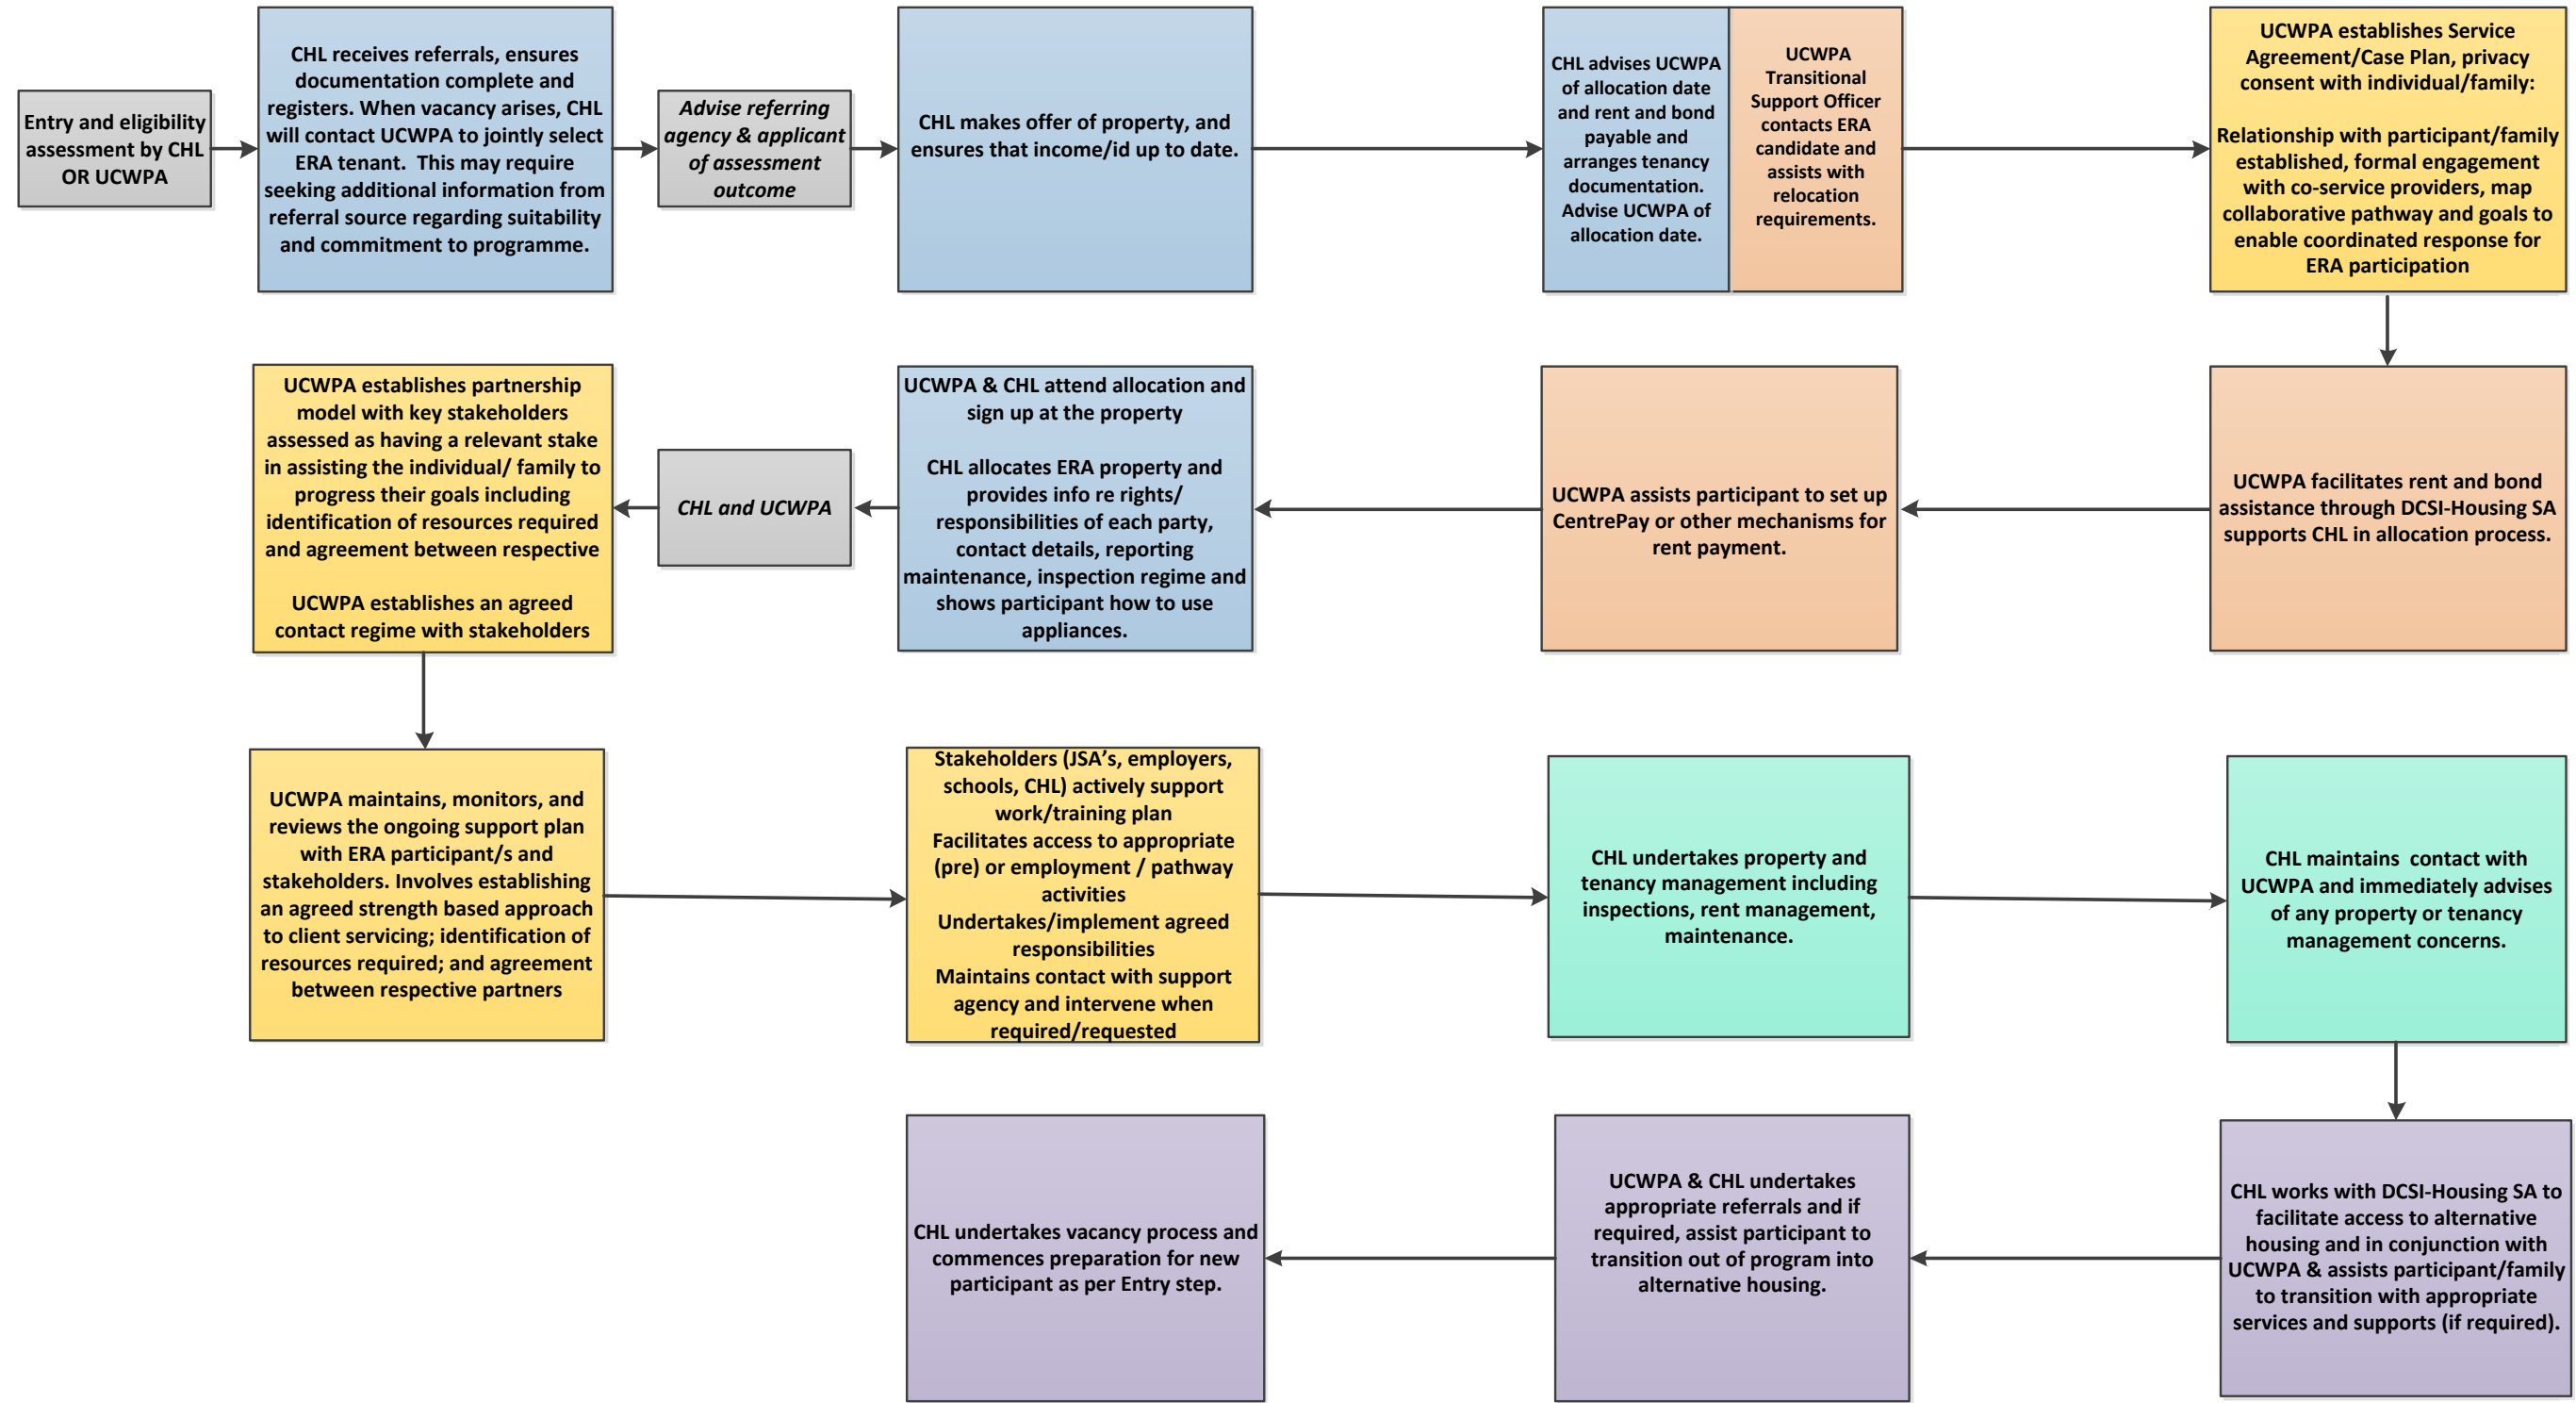 Entry and eligibility
assessment by CHL
OR UCWPA
CHL receives referrals, ensures
documentation complete and
registers. When vacancy arises, CHL
will contact UCWPA to jointly select
ERA tenant.  This may require
seeking additional information from
referral source regarding suitability
and commitment to programme.
Advise referring
agency & applicant
of assessment
outcome
CHL makes offer of property, and
ensures that income/id up to date.
CHL advises UCWPA
of allocation date
and rent and bond
payable and
arranges tenancy
documentation.
Advise UCWPA of
allocation date.
UCWPA
Transitional
Support Officer
contacts ERA
candidate and
assists with
relocation
requirements.
UCWPA establishes Service
Agreement/Case Plan, privacy
consent with individual/family:
Relationship with participant/family
established, formal engagement
with co-service providers, map
collaborative pathway and goals to
enable coordinated response for
ERA participation
UCWPA facilitates rent and bond
assistance through DCSI-Housing SA
supports CHL in allocation process.
UCWPA assists participant to set up
CentrePay or other mechanisms for
rent payment.
UCWPA & CHL attend allocation and
sign up at the property
CHL allocates ERA property and
provides info re rights/
responsibilities of each party,
contact details, reporting
maintenance, inspection regime and
shows participant how to use
appliances.
CHL and UCWPA
UCWPA establishes partnership
model with key stakeholders
assessed as having a relevant stake
in assisting the individual/ family to
progress their goals including
identification of resources required
and agreement between respective
UCWPA establishes an agreed
contact regime with stakeholders
UCWPA maintains, monitors, and
reviews the ongoing support plan
with ERA participant/s and
stakeholders. Involves establishing
an agreed strength based approach
to client servicing; identification of
resources required; and agreement
between respective partners
Stakeholders (JSA’s, employers,
schools, CHL) actively support
work/training plan
Facilitates access to appropriate
(pre) or employment / pathway
activities
Undertakes/implement agreed
responsibilities
Maintains contact with support
agency and intervene when
required/requested
CHL undertakes property and
tenancy management including
inspections, rent management,
maintenance.
CHL maintains  contact with
UCWPA and immediately advises
of any property or tenancy
management concerns.
CHL works with DCSI-Housing SA to
facilitate access to alternative
housing and in conjunction with
UCWPA & assists participant/family
to transition with appropriate
services and supports (if required).
UCWPA & CHL undertakes
appropriate referrals and if
required, assist participant to
transition out of program into
alternative housing.
CHL undertakes vacancy process and
commences preparation for new
participant as per Entry step.